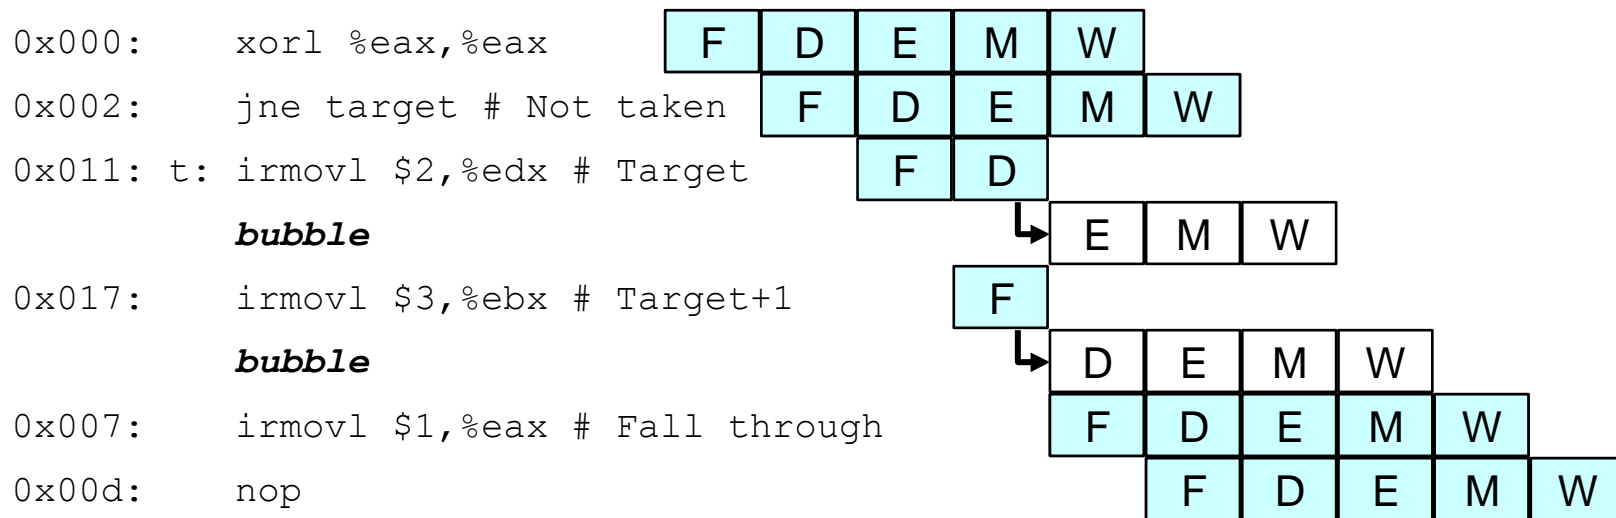 0x000: xorl %eax,%eax F D E M W
0x002: jne target # Not taken F D E M W
0x011: t: irmovl $2,%edx # Target F D
bubble E M W
0x017: irmovl $3,%ebx # Target+1 F
bubble D E M W
0x007: irmovl $1,%eax # Fall through F D E M W
0x00d: nop F D E M W